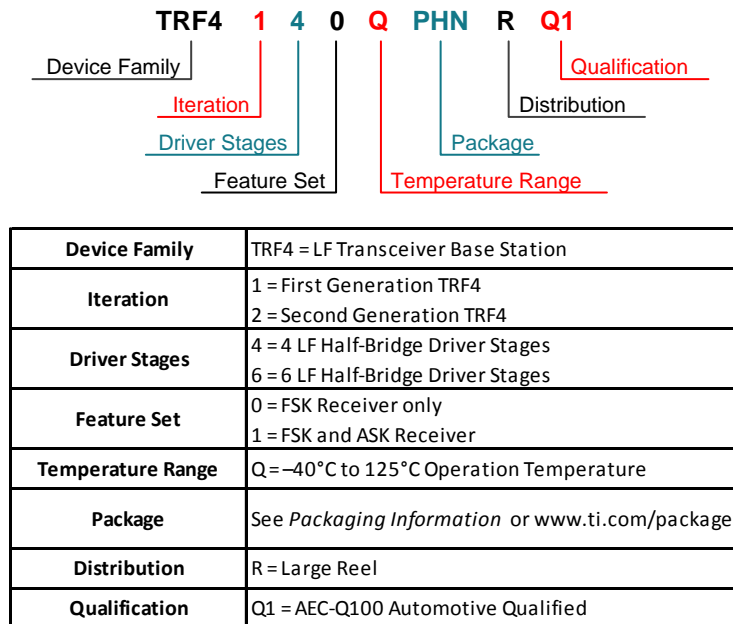 TRF4 1 4 0 Q PHN R Q1
Device Family Qualification
Iteration Distribution
Driver Stages Package
Feature Set Temperature Range
Device Family TRF4 = LF Transceiver Base Station
Iteration 1 = First Generation TRF4
2 = Second Generation TRF4
Driver Stages 4 = 4 LF Half-Bridge Driver Stages
6 = 6 LF Half-Bridge Driver Stages
Feature Set 0 = FSK Receiver only
1 = FSK and ASK Receiver
Temperature Range Q = –40°C to 125°C Operation Temperature
Package See Packaging Information or www.ti.com/package
Distribution R = Large Reel
Qualification Q1 = AEC-Q100 Automotive Qualified